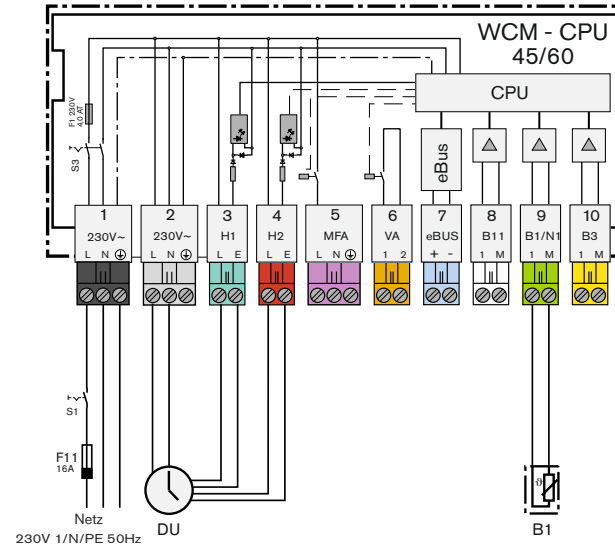 WCM - CPU
45/60
CPU
F1 230V
4.0 AT
S3
eBus
1 2 3 4 5 6 7 8 9 10
230V~ 230V~ H1 H2 MFA VA eBUS B11 B1/N1 B3
L N L N L E L E L N 1 2 + - 1 M 1 M 1 M
S1
F11
16A
ϑ
Netz
230V 1/N/PE 50Hz
DU
B1